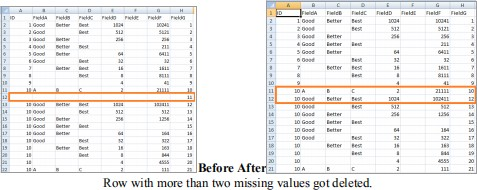 A B C D E F G H
1 ID FieldA FieldB FieldC FieldD FieldE FieldF FieldG
2 1 Good Better Best 1024 10241 1
3 2 Good Best 512 5121 2
4 3 Good Better 256 256 3
5 4 Good Better Best 211 4
6 5 Good Better 64 6411 5
7 6 Good 32 32 6
8 7 Better Best 16 1611 7
9 8 Best 8 8111 8
10 9 4 41 9
11 10 A B C 2 21111 10
12 11
13 10 Good Better Best 1024 102411 12
14 10 Good Best 512 512 13
15 10 Good Better 256 1256 14
16 10 Good Better Best 15
17 10 Good Better 64 164 16
18 10 Good 32 322 17
19 10 Better Best 16 163 18
20 10 Best 8 844 19
21 10 4 4555 20
22 10 A B C 2 111 21
Before After
A B C D E F G H
1 ID FieldA FieldB FieldC FieldD FieldE FieldF FieldG
2 1 Good Better Best 1024 10241 1
3 2 Good Best 512 5121 2
4 3 Good Better 256 256 3
5 4 Good Better Best 211 4
6 5 Good Better 64 6411 5
7 6 Good 32 32 6
8 7 Better Best 16 1611 7
9 8 Best 8 8111 8
10 9 4 41 9
11 10 A B C 2 21111 10
12 10 Good Better Best 1024 102411 12
13 10 Good Best 512 512 13
14 10 Good Better 256 1256 14
15 10 Good Better Best 15
16 10 Good Better 64 164 16
17 10 Good 32 322 17
18 10 Better Best 16 163 18
19 10 Best 8 844 19
20 10 4 4555 20
21 10 A B C 2 111 21
Row with more than two missing values got deleted.